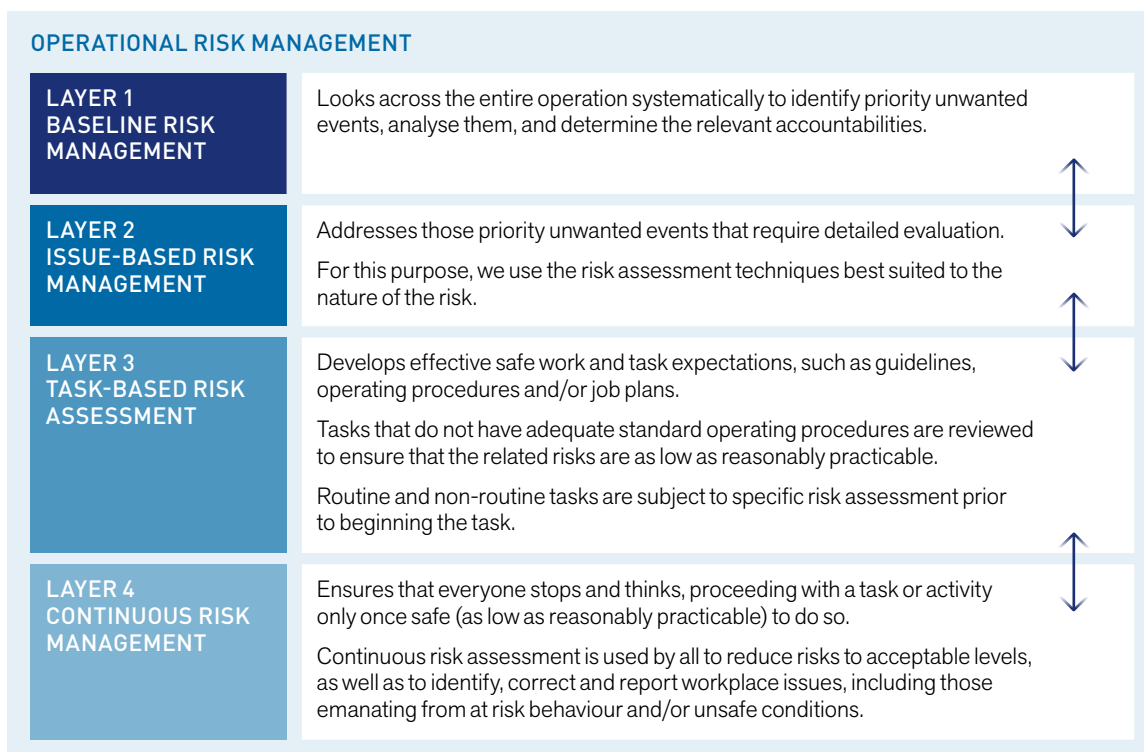 OPERATIONAL RISK MANAGEMENT
LAYER 1
BASELINE RISK
MANAGEMENT
Looks across the entire operation systematically to identify priority unwanted
events, analyse them, and determine the relevant accountabilities.
LAYER 2
ISSUE-BASED RISK
MANAGEMENT
Addresses those priority unwanted events that require detailed evaluation.
For this purpose, we use the risk assessment techniques best suited to the
nature of the risk.
LAYER 3
TASK-BASED RISK
ASSESSMENT
Develops effective safe work and task expectations, such as guidelines,
operating procedures and/or job plans.
Tasks that do not have adequate standard operating procedures are reviewed
to ensure that the related risks are as low as reasonably practicable.
Routine and non-routine tasks are subject to specific risk assessment prior
to beginning the task.
LAYER 4
CONTINUOUS RISK
MANAGEMENT
Ensures that everyone stops and thinks, proceeding with a task or activity
only once safe (as low as reasonably practicable) to do so.
Continuous risk assessment is used by all to reduce risks to acceptable levels,
as well as to identify, correct and report workplace issues, including those
emanating from at risk behaviour and/or unsafe conditions.